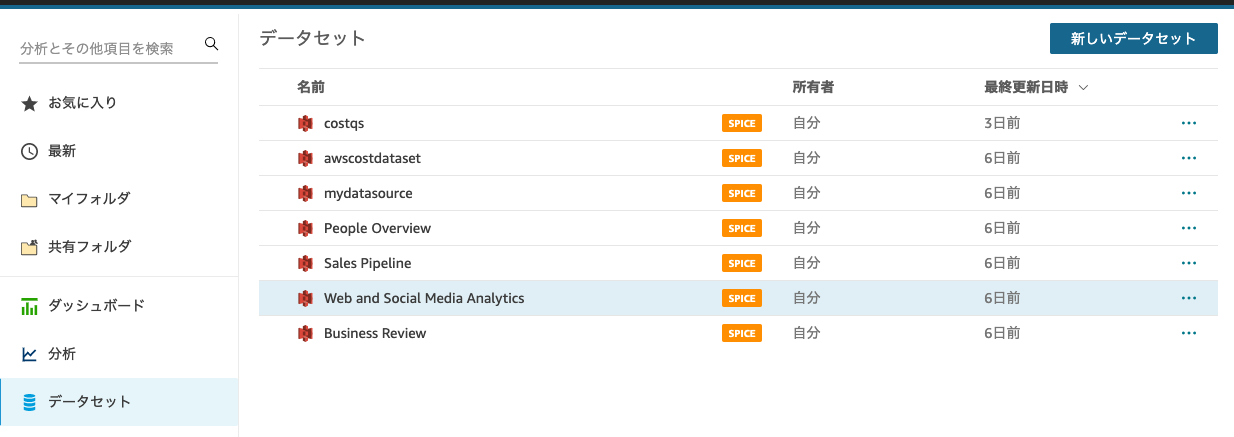 分析とその他項目を検索
お気に入り
最新
マイフォルダ
共有フォルダ
ダッシュボード
分析
データセット
データセット
新しいデータセット
名前 所有者 最終更新日時
costqs SPICE 自分 3日前
awscostdataset SPICE 自分 6日前
mydatasource SPICE 自分 6日前
People Overview SPICE 自分 6日前
Sales Pipeline SPICE 自分 6日前
Web and Social Media Analytics SPICE 自分 6日前
Business Review SPICE 自分 6日前